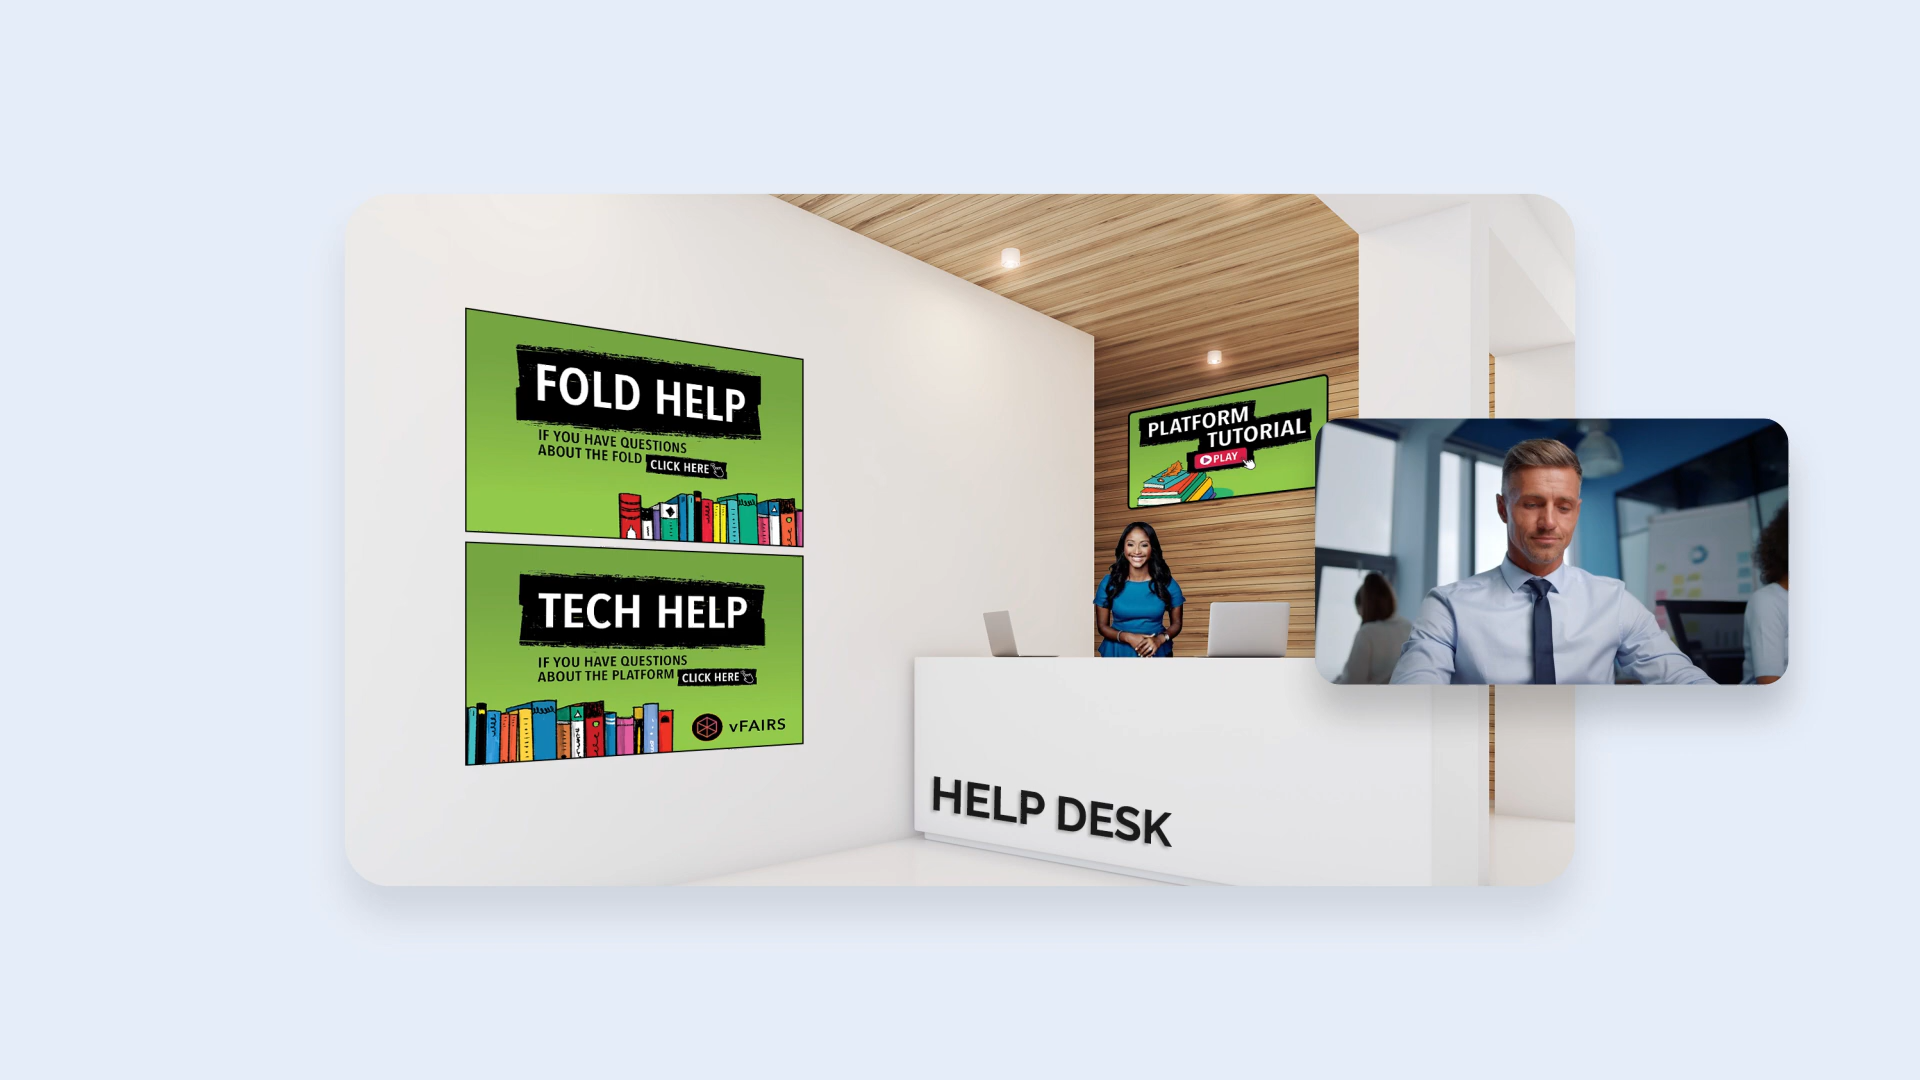 FOLD HELP
IF YOU HAVE QUESTIONS
ABOUT THE FOLD CLICK HERE
TECH HELP
IF YOU HAVE QUESTIONS
ABOUT THE PLATFORM CLICK HERE
vFAIRS
PLATFORM
TUTORIAL
PLAY
HELP DESK